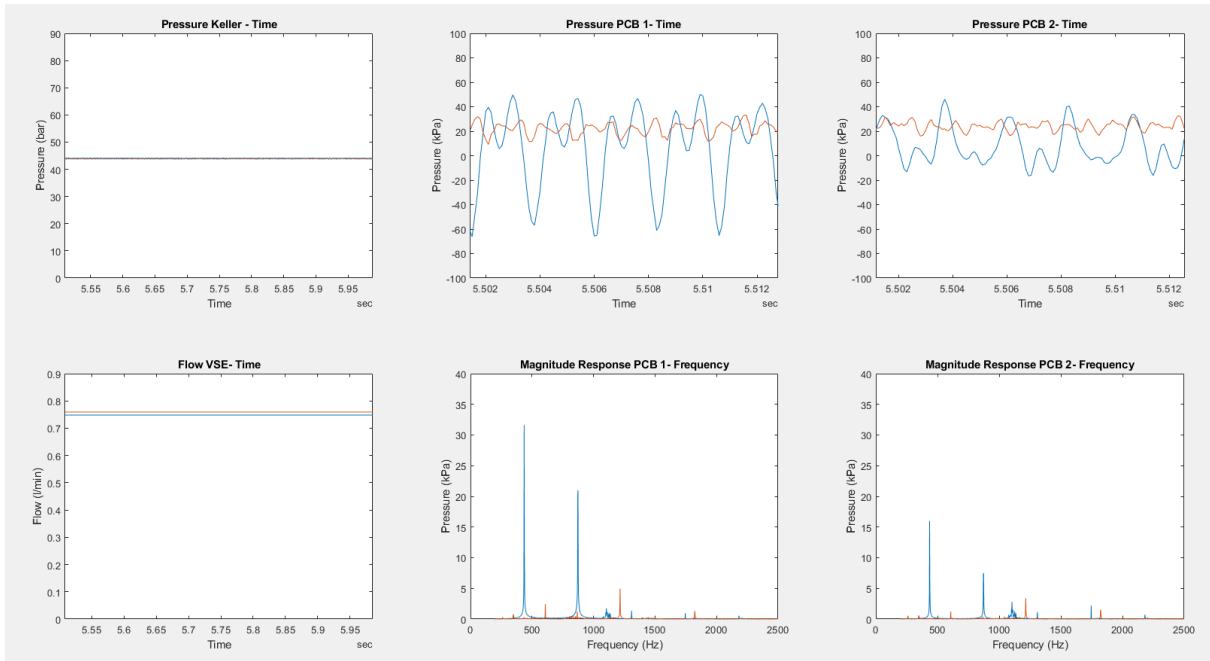 Pressure Keller - Time
90
80
70
60
50
40
30
20
10
0
Pressure (bar)
5.55 5.6 5.65 5.7 5.75 5.8 5.85 5.9 5.95
Time
sec
Pressure PCB 1- Time
100
80
60
40
20
0
-20
-40
-60
-80
-100
Pressure (kPa)
5.502 5.504 5.506 5.508 5.51 5.512
Time
sec
Pressure PCB 2- Time
100
80
60
40
20
0
-20
-40
-60
-80
-100
Pressure (kPa)
5.502 5.504 5.506 5.508 5.51 5.512
Time
sec
Flow VSE- Time
0.9
0.8
0.7
0.6
0.5
0.4
0.3
0.2
0.1
0
Flow (l/min)
5.55 5.6 5.65 5.7 5.75 5.8 5.85 5.9 5.95
Time
sec
Magnitude Response PCB 1- Frequency
40
35
30
25
20
15
10
5
0
Pressure (kPa)
0 500 1000 1500 2000 2500
Frequency (Hz)
Magnitude Response PCB 2- Frequency
40
35
30
25
20
15
10
5
0
Pressure (kPa)
0 500 1000 1500 2000 2500
Frequency (Hz)